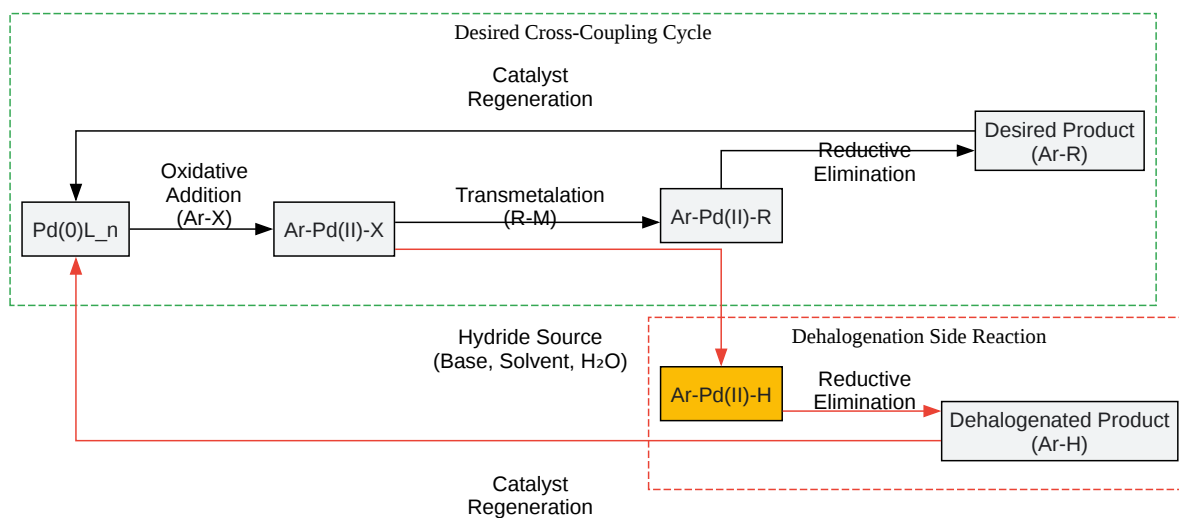 Desired Cross-Coupling Cycle
Catalyst
Regeneration
Desired Product
(Ar-R)
Reductive
Elimination
Oxidative
Addition
(Ar-X)
Transmetalation
(R-M)
Pd(0)L_n
Ar-Pd(II)-X
Ar-Pd(II)-R
Hydride Source
(Base, Solvent, H₂O)
Dehalogenation Side Reaction
Ar-Pd(II)-H
Reductive
Elimination
Dehalogenated Product
(Ar-H)
Catalyst
Regeneration